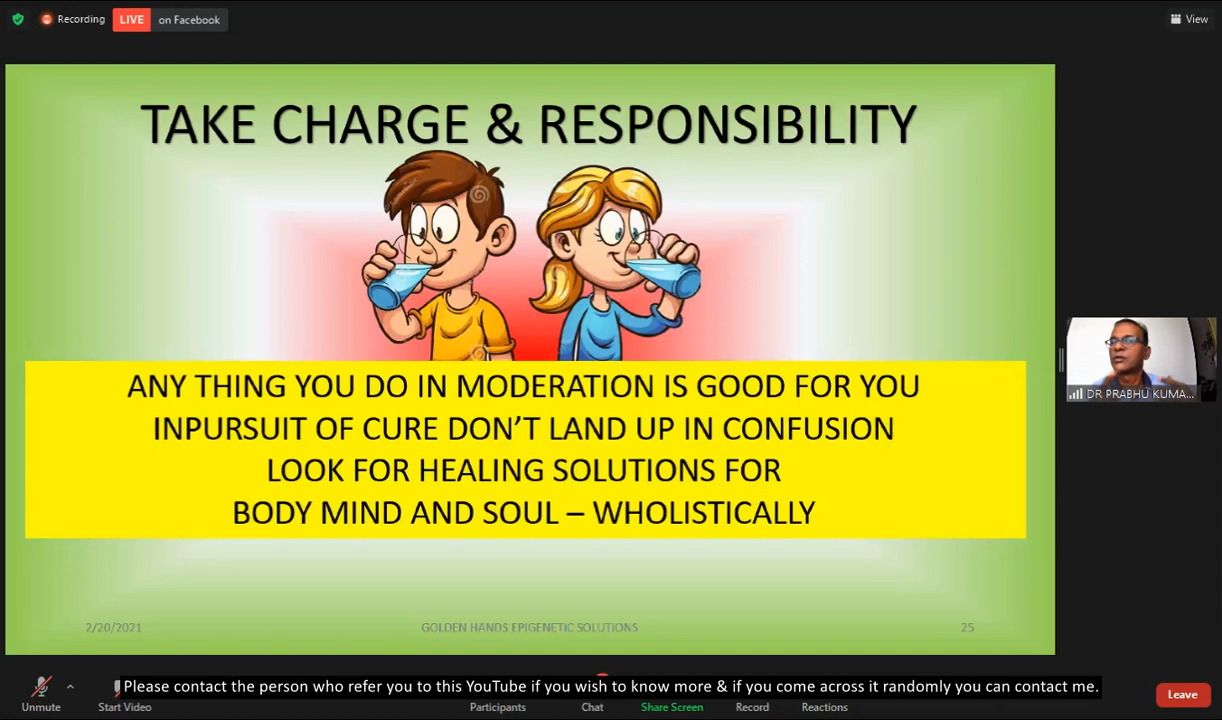 Recording
LIVE
on Facebook
View
TAKE CHARGE & RESPONSIBILITY
ANY THING YOU DO IN MODERATION IS GOOD FOR YOU
INPURSUIT OF CURE DON’T LAND UP IN CONFUSION
LOOK FOR HEALING SOLUTIONS FOR
BODY MIND AND SOUL – WHOLISTICALLY
DR PRABHU KUMA...
2/20/2021
GOLDEN HANDS EPIGENETIC SOLUTIONS
25
Please contact the person who refer you to this YouTube if you wish to know more & if you come across it randomly you can contact me.
Unmute
Start Video
Participants
Chat
Share Screen
Record
Reactions
Leave